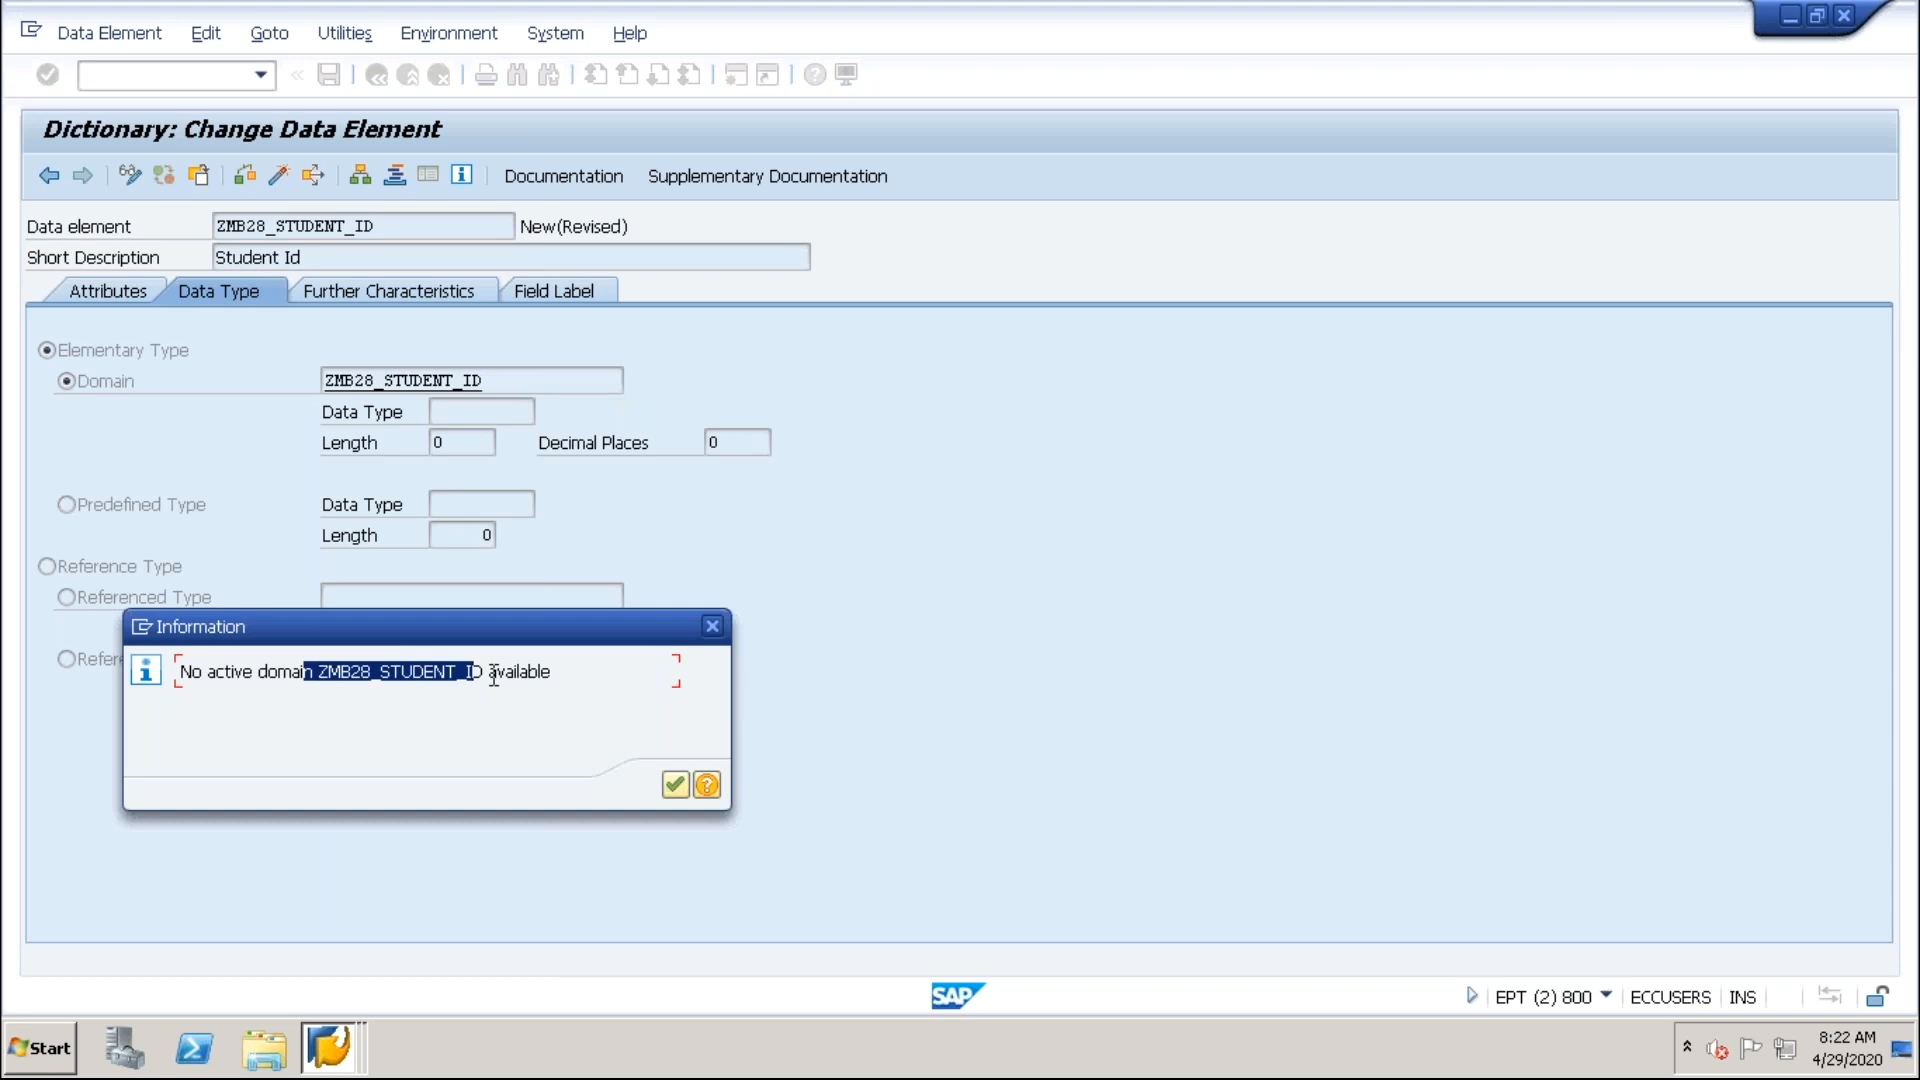 Data Element Edit Goto Utilities Environment System Help
Dictionary: Change Data Element
Documentation Supplementary Documentation
Data element ZMB28_STUDENT_ID New(Revised)
Short Description Student Id
Attributes Data Type Further Characteristics Field Label
Elementary Type
Domain ZMB28_STUDENT_ID
Data Type
Length 0 Decimal Places 0
Predefined Type Data Type
Length 0
Reference Type
Referenced Type
Information
Refer
No active domain ZMB28_STUDENT_ID available
SAP
EPT (2) 800 ECCUSERS INS
Start
8:22 AM
4/29/2020